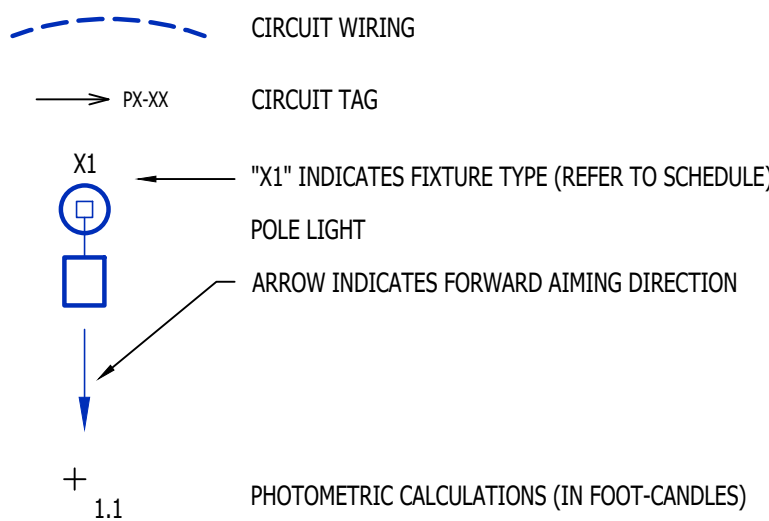 CIRCUIT WIRING
PX-XX CIRCUIT TAG
X1
"X1" INDICATES FIXTURE TYPE (REFER TO SCHEDULE)
POLE LIGHT
ARROW INDICATES FORWARD AIMING DIRECTION
1.1 PHOTOMETRIC CALCULATIONS (IN FOOT-CANDLES)